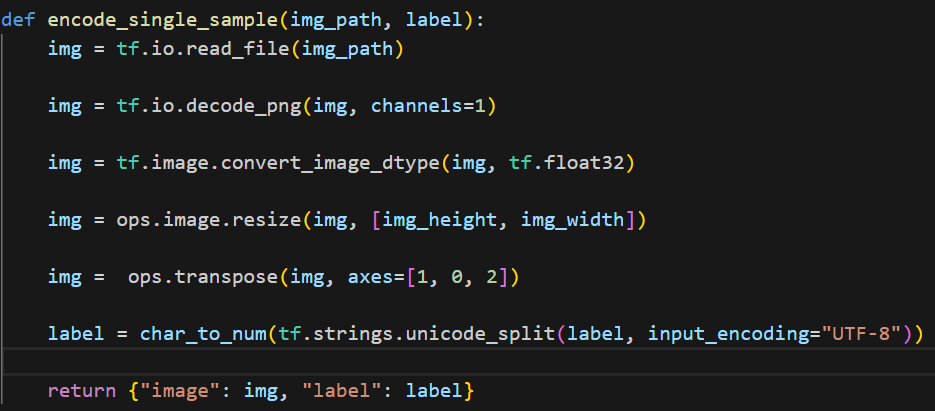 def encode_single_sample(img_path, label):
    img = tf.io.read_file(img_path)
    img = tf.io.decode_png(img, channels=1)
    img = tf.image.convert_image_dtype(img, tf.float32)
    img = ops.image.resize(img, [img_height, img_width])
    img =  ops.transpose(img, axes=[1, 0, 2])
    label = char_to_num(tf.strings.unicode_split(label, input_encoding="UTF-8"))
    return {"image": img, "label": label}